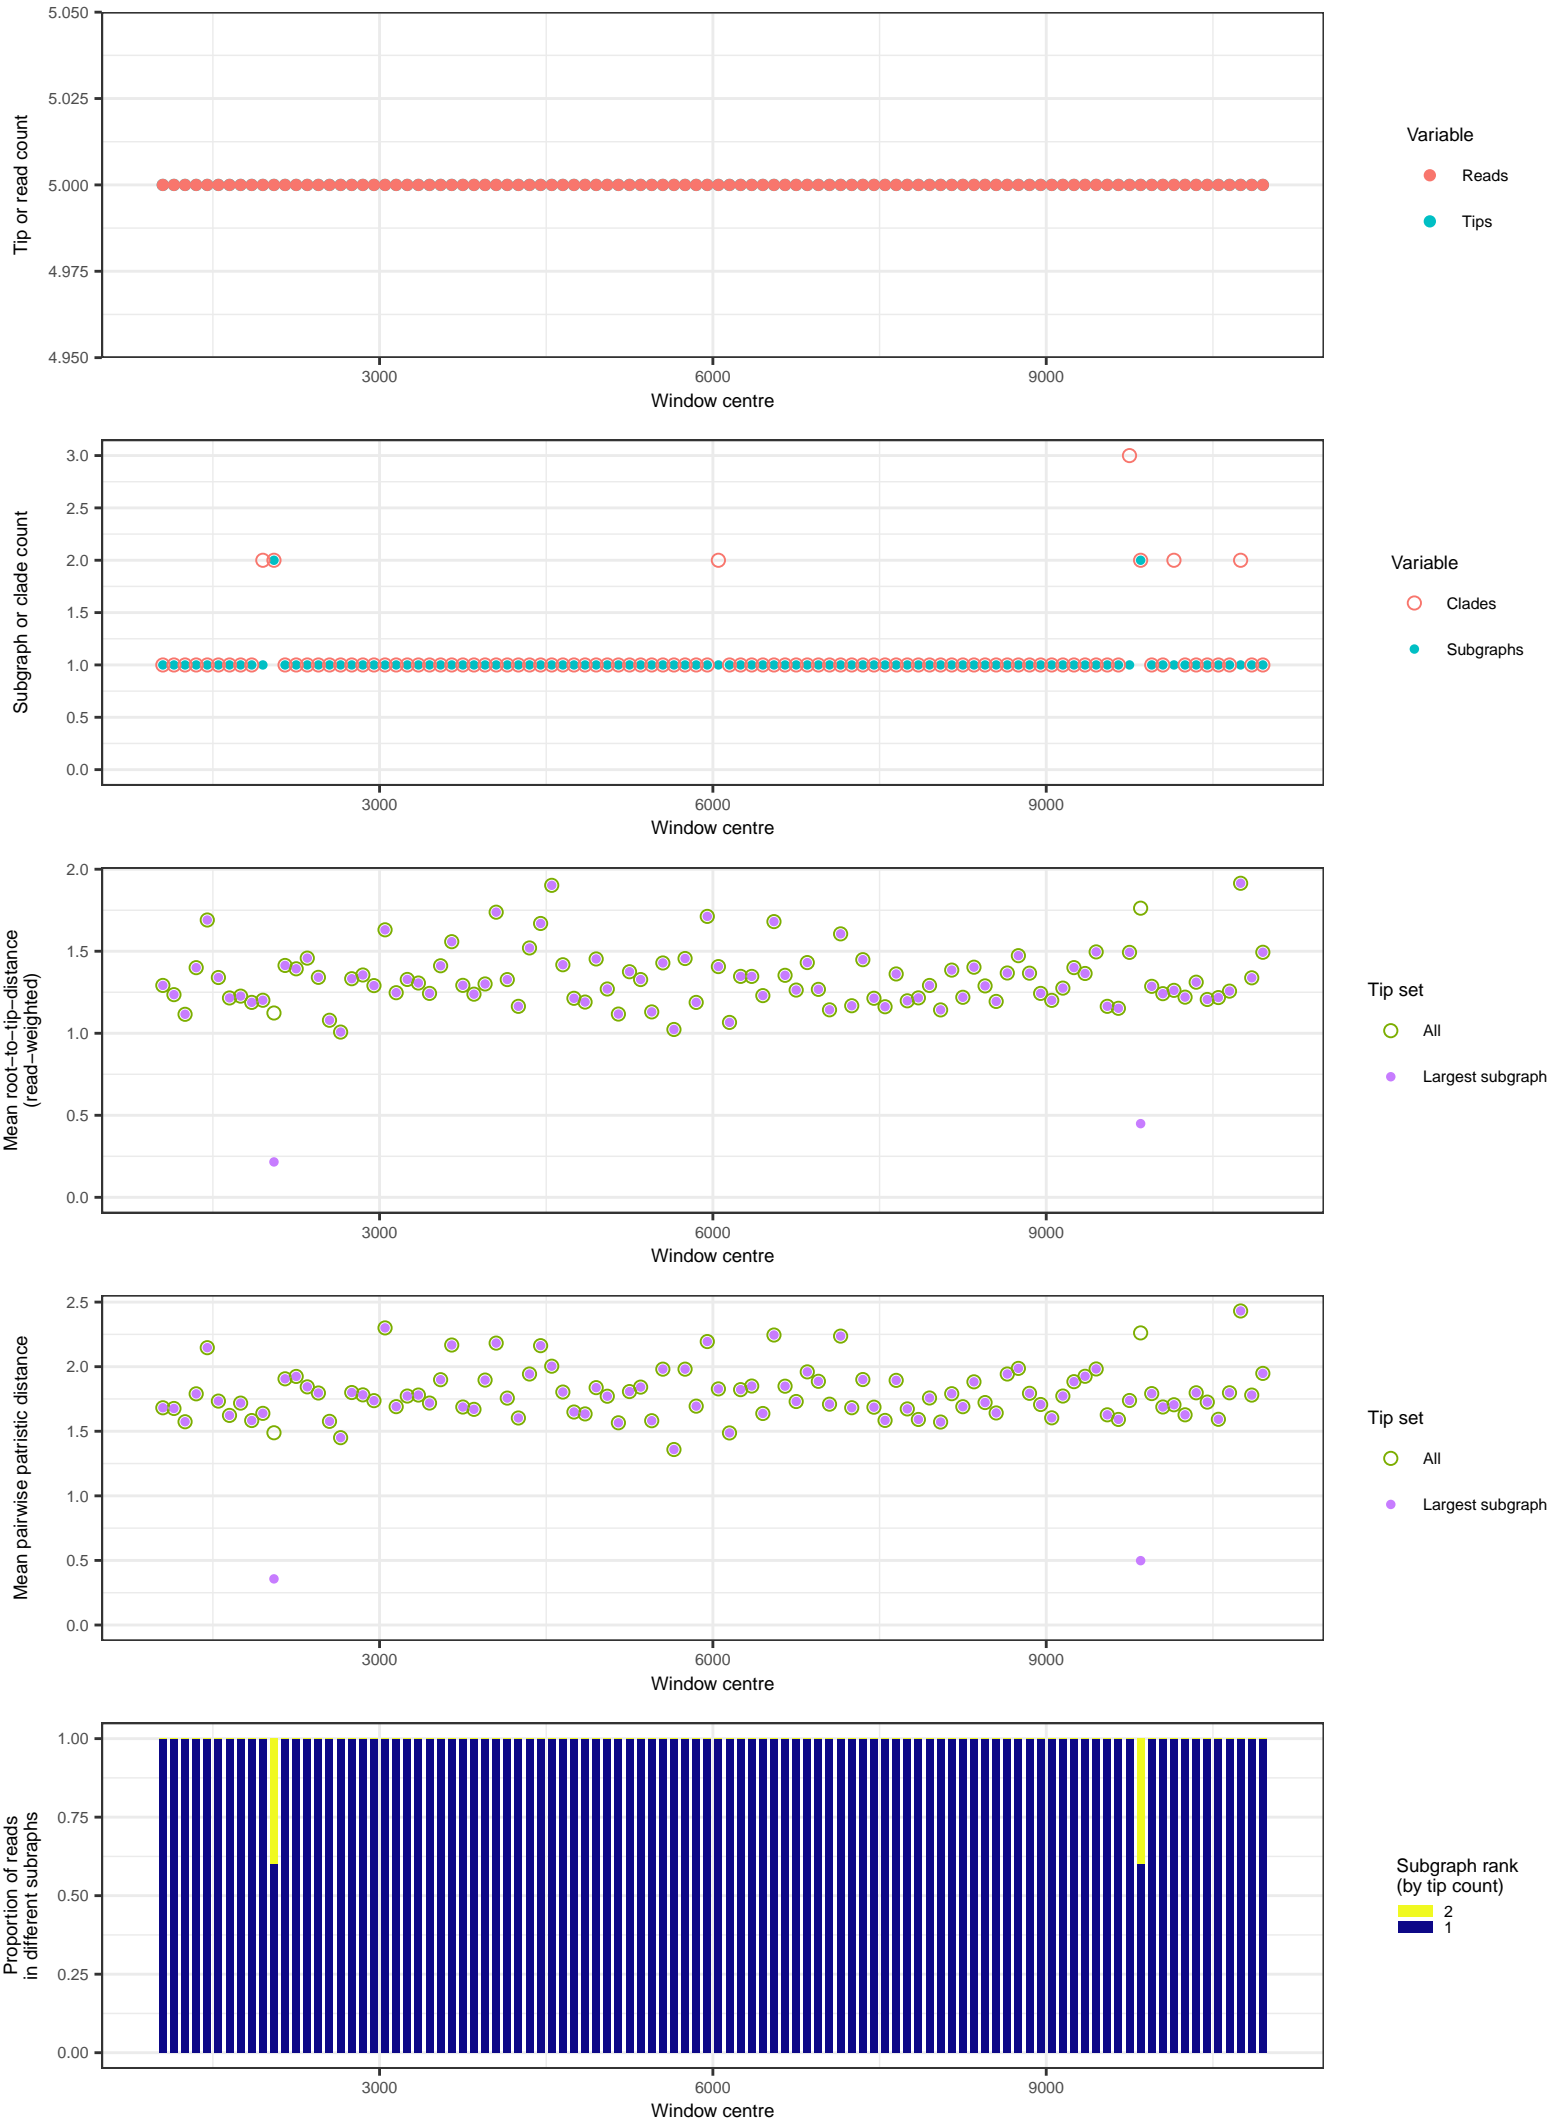 5.050
5.025
5.000
4.975
4.950
Tip or read count
3000
6000
9000
Window centre
Variable
Reads
Tips
3.0
2.5
2.0
1.5
1.0
0.5
0.0
Subgraph or clade count
3000
6000
9000
Window centre
Variable
Clades
Subgraphs
2.0
1.5
1.0
0.5
0.0
Mean root−to−tip−distance
(read−weighted)
3000
6000
9000
Window centre
Tip set
All
Largest subgraph
2.5
2.0
1.5
1.0
0.5
0.0
Mean pairwise patristic distance
3000
6000
9000
Window centre
Tip set
All
Largest subgraph
1.00
0.75
0.50
0.25
0.00
Proportion of reads
in different subraphs
3000
6000
9000
Window centre
Subgraph rank
(by tip count)
2
1